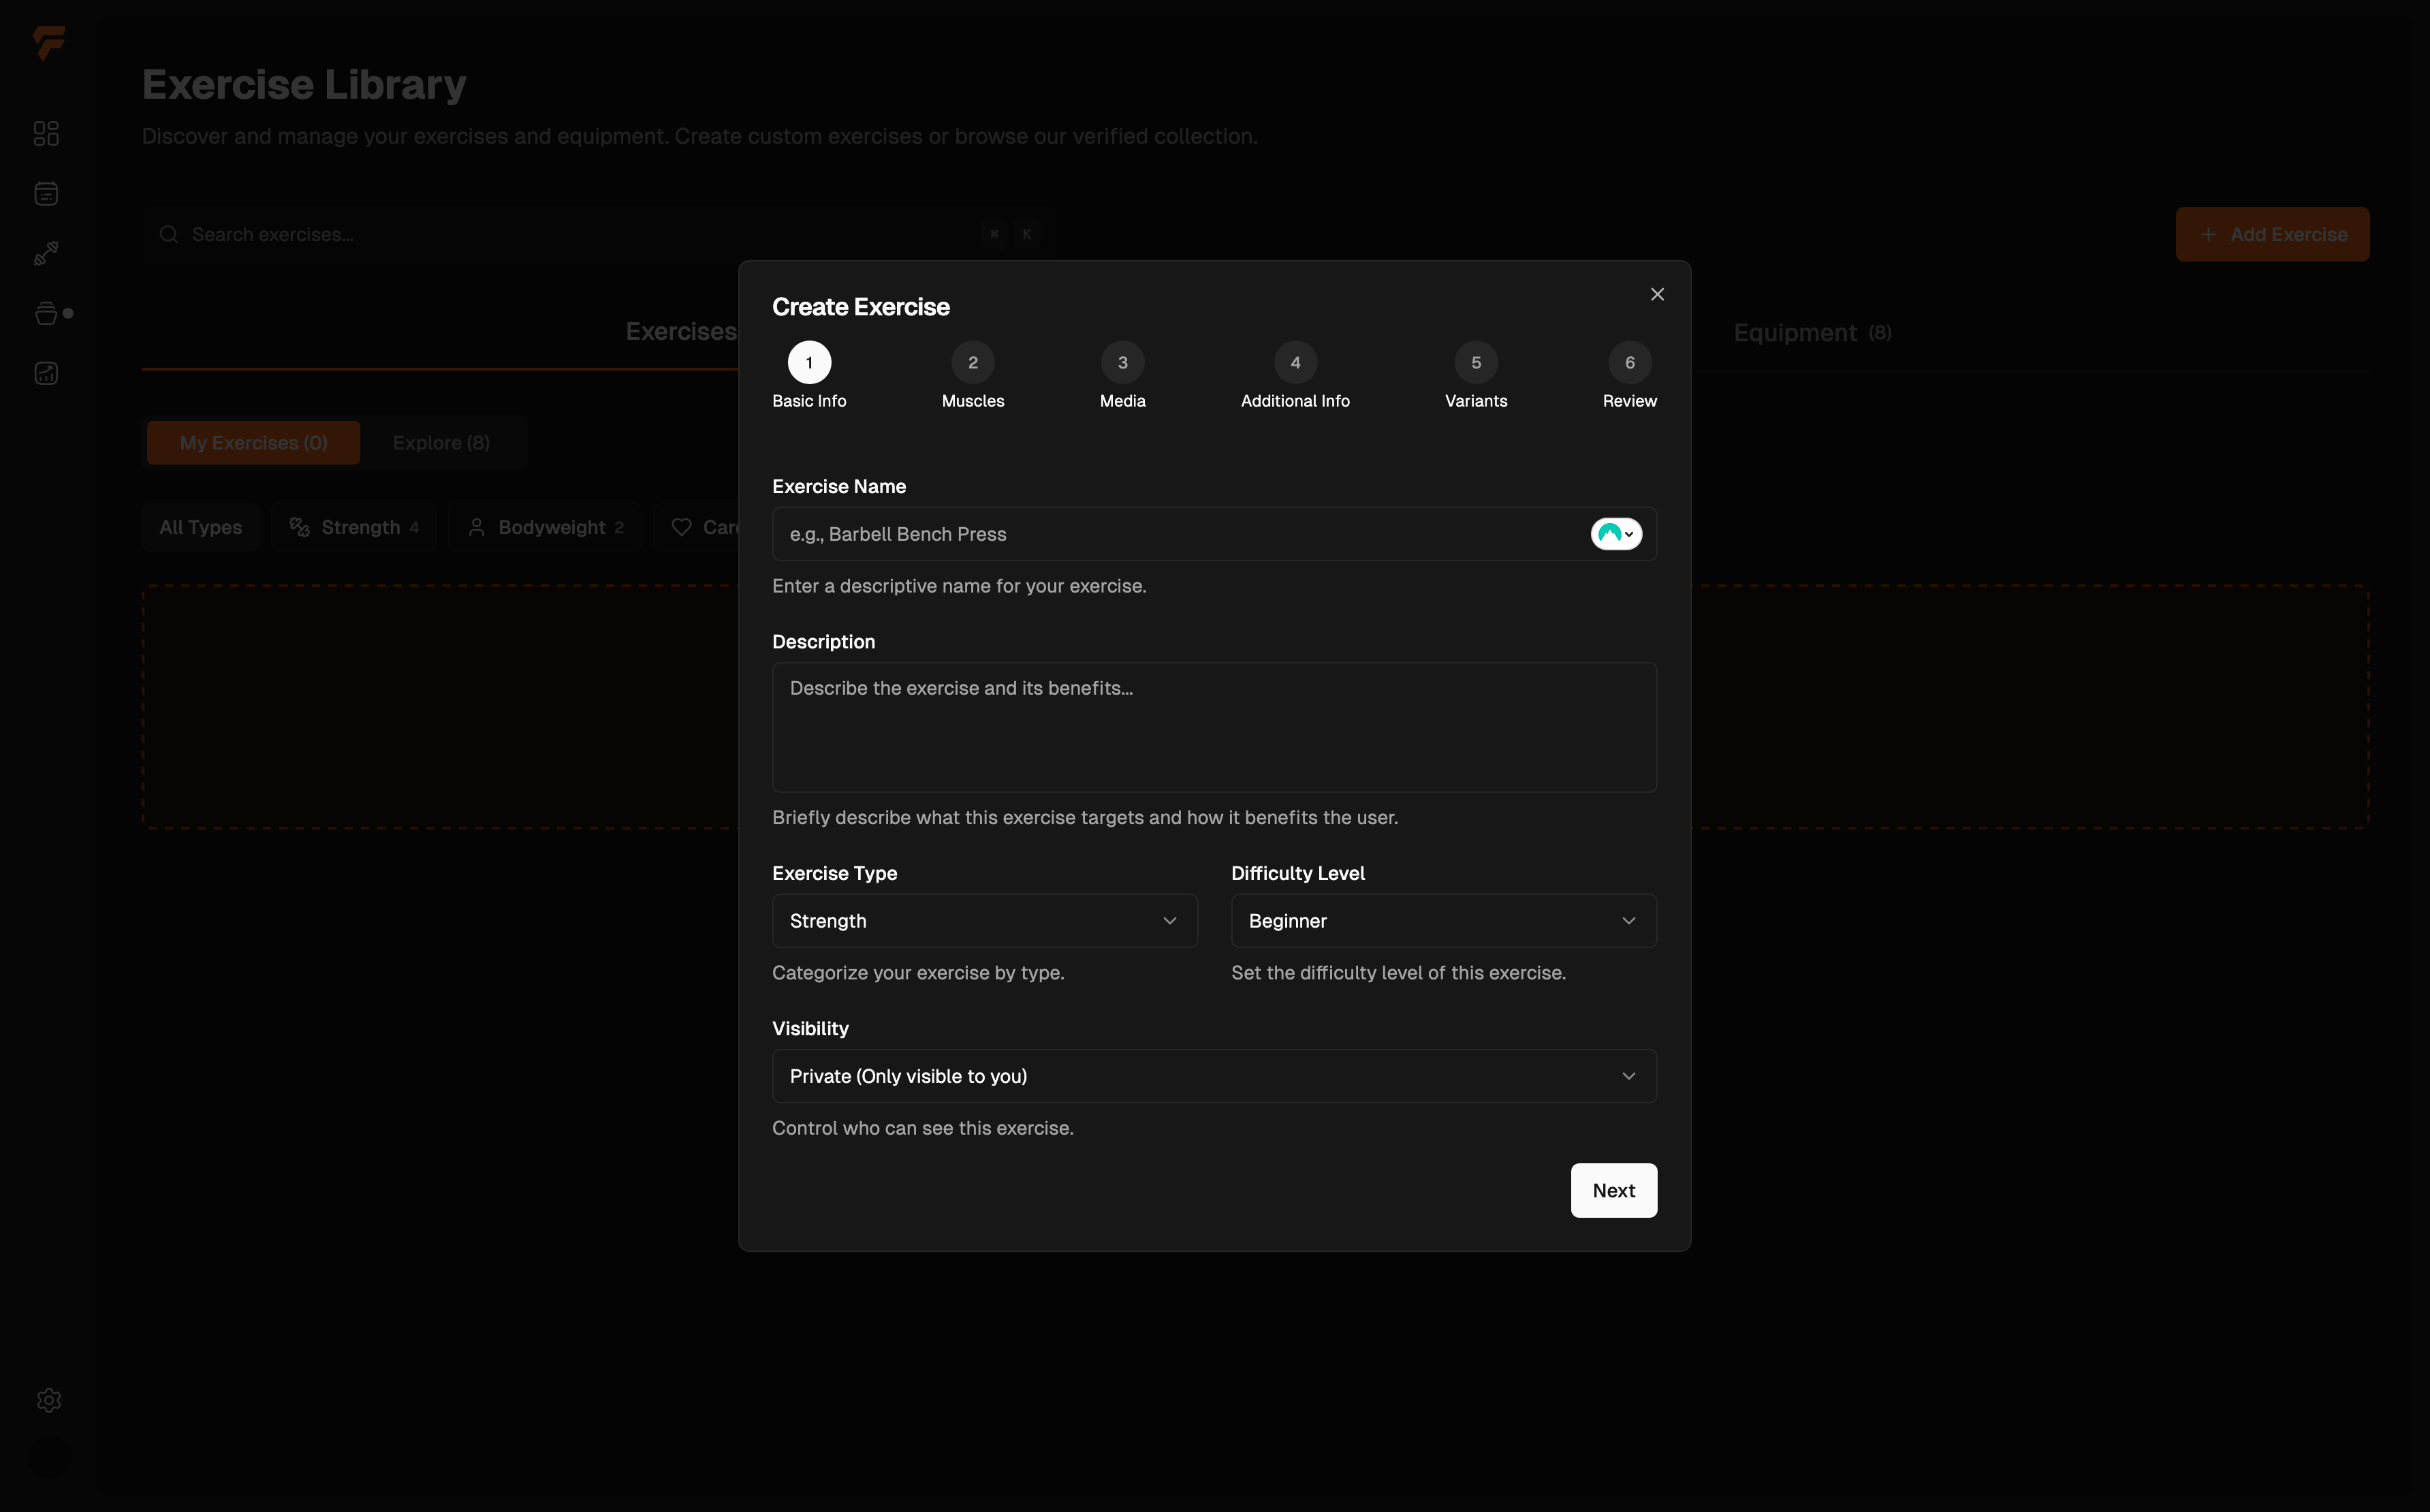 Exercise Library
Discover and manage your exercises and equipment. Create custom exercises or browse our verified collection.
Search exercises...
⌘ K
+ Add Exercise
Exercises
Equipment (8)
My Exercises (0)
Explore (8)
All Types
Strength 4
Bodyweight 2
Car
Create Exercise
1 2 3 4 5 6
Basic Info Muscles Media Additional Info Variants Review
Exercise Name
e.g., Barbell Bench Press
Enter a descriptive name for your exercise.
Description
Describe the exercise and its benefits...
Briefly describe what this exercise targets and how it benefits the user.
Exercise Type
Strength
Categorize your exercise by type.
Difficulty Level
Beginner
Set the difficulty level of this exercise.
Visibility
Private (Only visible to you)
Control who can see this exercise.
Next